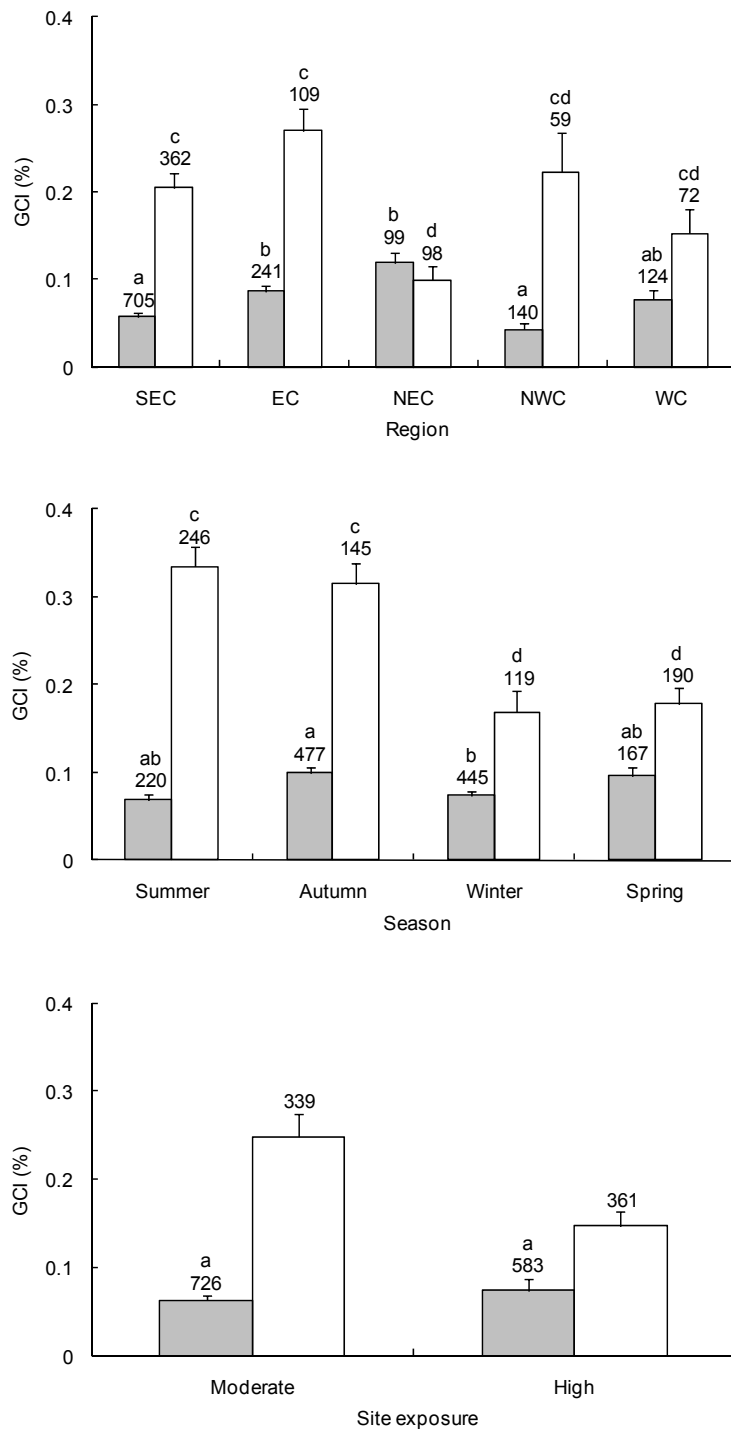 0.4
c
109
cd
59
c
362
0.3
cd
72
GCI (%)
0.2
b
99
d
98
b
241
ab
124
a
705
a
140
0.1
0
SEC EC NEC NWC WC
Region
0.4
c
246
c
145
0.3
d
119
d
190
GCI (%)
0.2
a
477
ab
167
ab
220
b
445
0.1
0
Summer Autumn Winter Spring
Season
0.4
0.3
339
GCI (%)
0.2
361
a
583
a
726
0.1
0
Moderate High
Site exposure